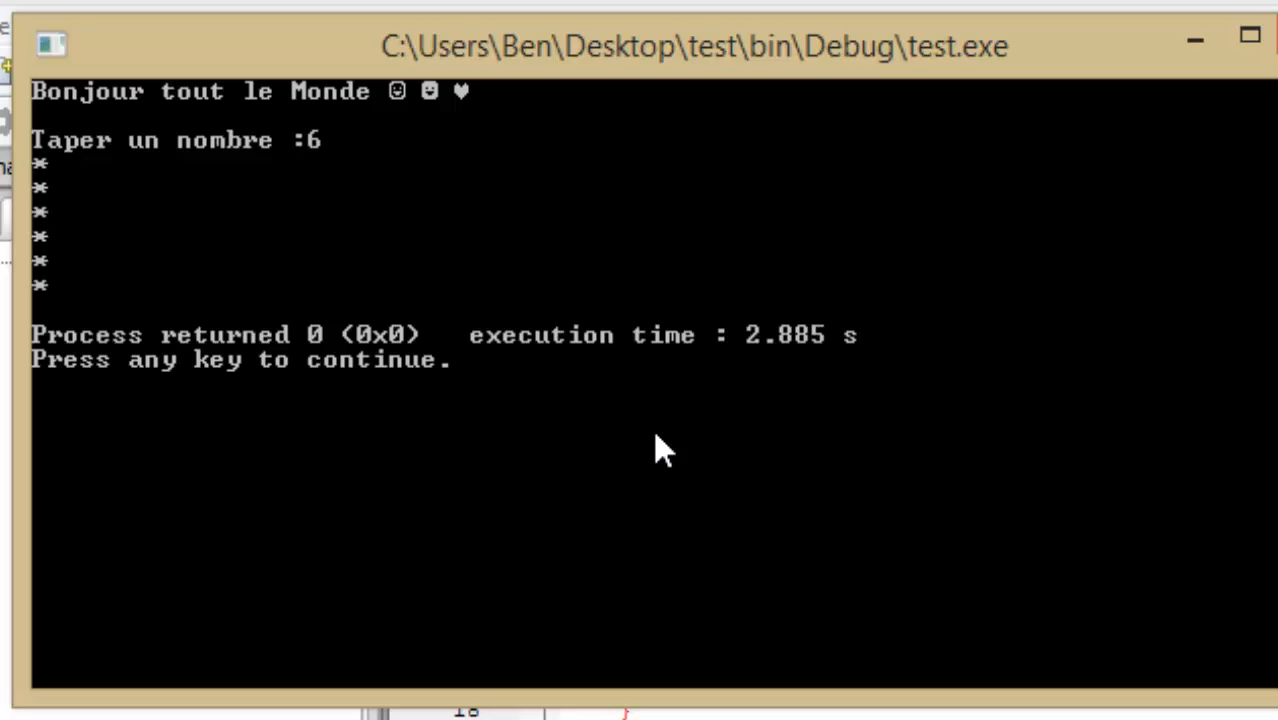 C:\Users\Ben\Desktop\test\bin\Debug\test.exe
Bonjour tout le Monde ☺ ☻ ♥
Taper un nombre :6
*
*
*
*
*
*
Process returned 0 (0x0)   execution time : 2.885 s
Press any key to continue.
18 }